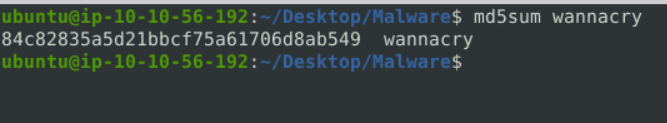 ubuntu@ip-10-10-56-192:~/Desktop/Malware$ md5sum wannacry
84c82835a5d21bbcf75a61706d8ab549  wannacry
ubuntu@ip-10-10-56-192:~/Desktop/Malware$